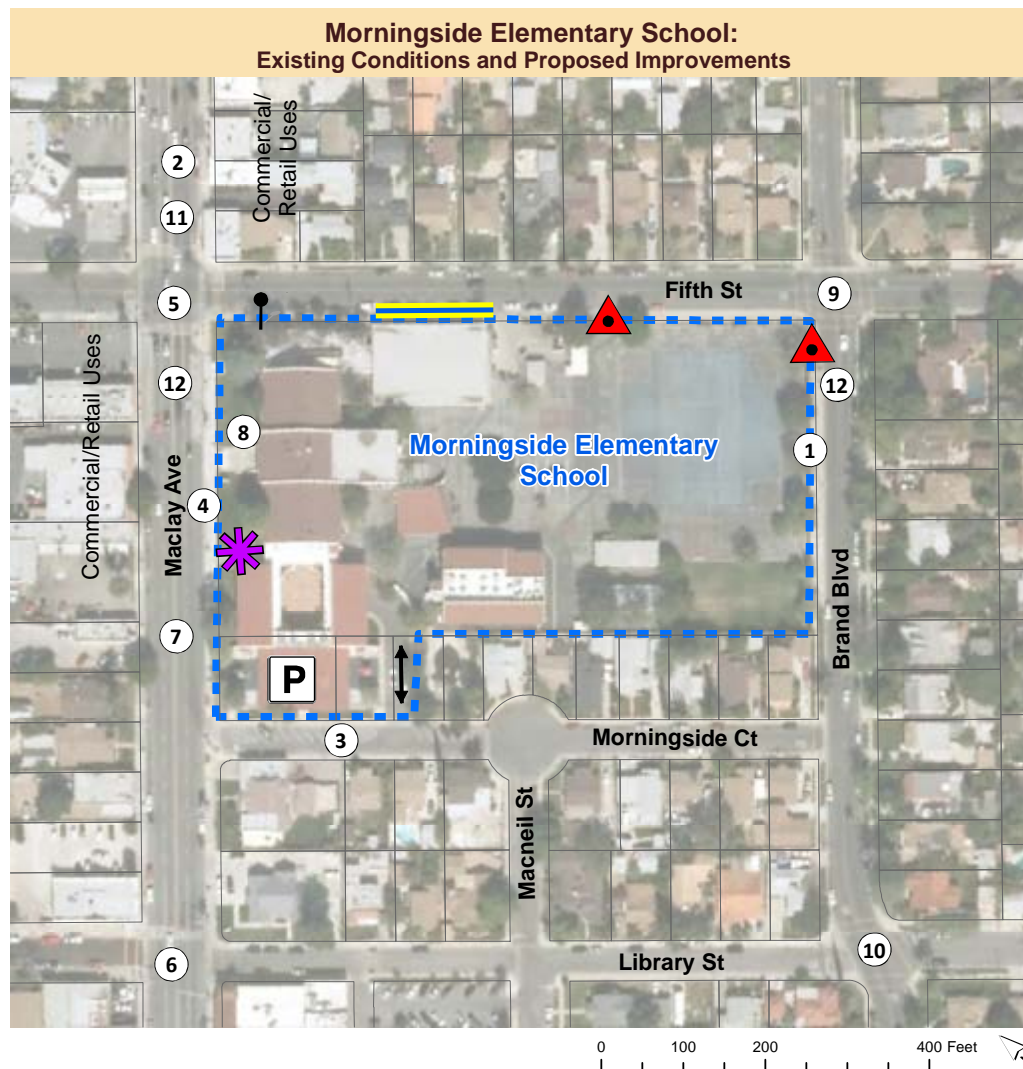 Morningside Elementary School:
Existing Conditions and Proposed Improvements
Commercial/
Retail Uses
2
11
5
Fifth St
9
12
12
Commercial/Retail Uses
8
Morningside Elementary
School
1
4
Maclay Ave
Brand Blvd
7
P
3
Morningside Ct
Macneil St
6
Library St
10
0 100 200 400 Feet